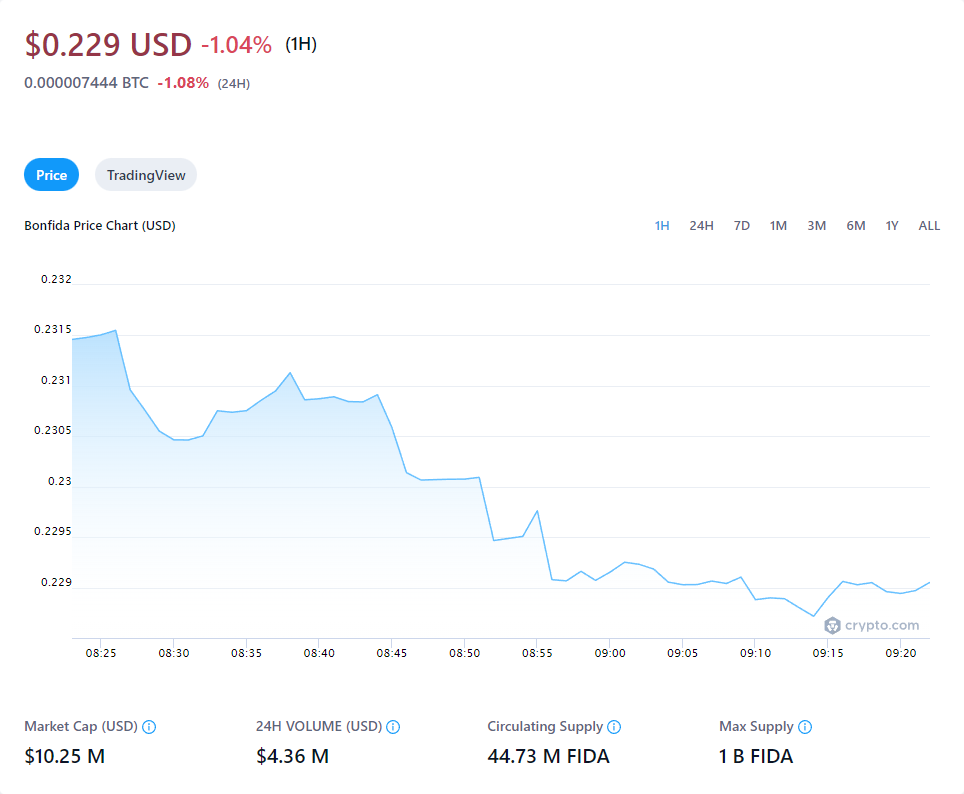 $0.229 USD -1.04% (1H)
0.000007444 BTC -1.08% (24H)
Price TradingView
Bonfida Price Chart (USD) 1H 24H 7D 1M 3M 6M 1Y ALL
0.232
0.2315
0.231
0.2305
0.23
0.2295
0.229
crypto.com
08:25 08:30 08:35 08:40 08:45 08:50 08:55 09:00 09:05 09:10 09:15 09:20
Market Cap (USD) 24H VOLUME (USD) Circulating Supply Max Supply
$10.25 M $4.36 M 44.73 M FIDA 1 B FIDA